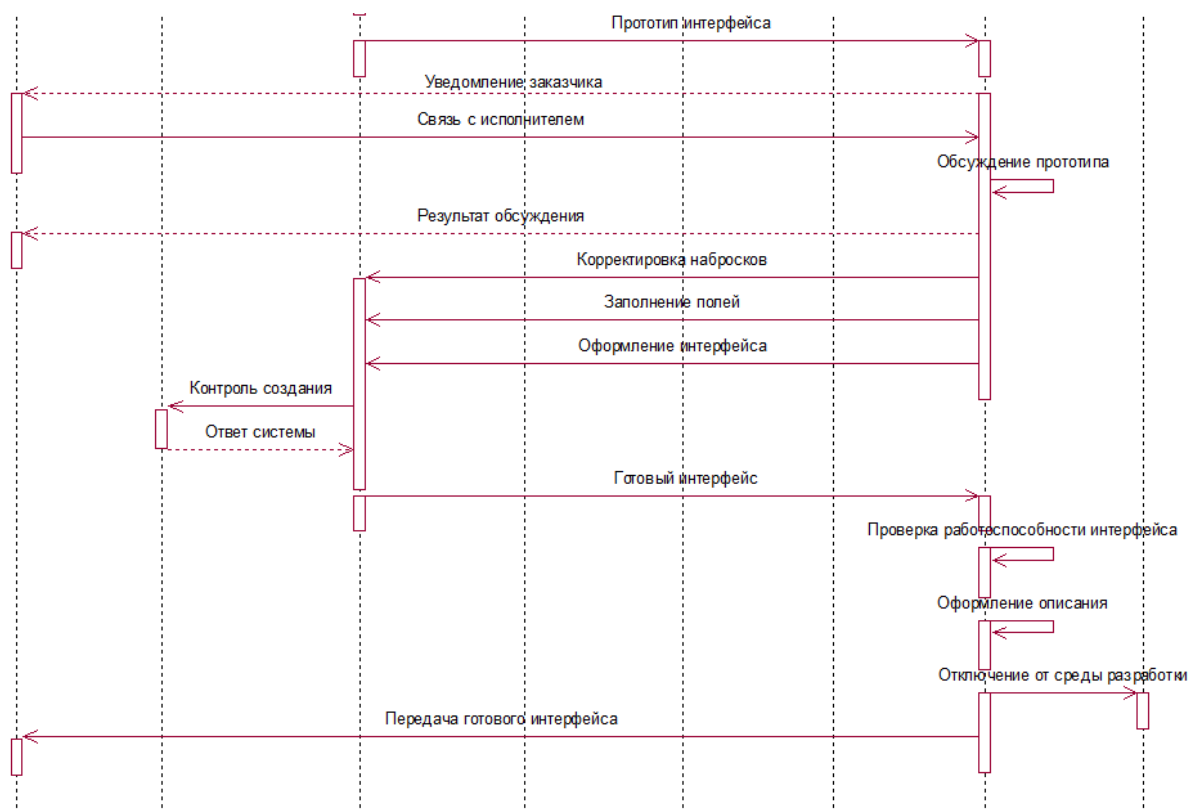 Прототип интерфейса
Уведомление заказчика
Связь с исполнителем
Обсуждение прототипа
Результат обсуждения
Корректировка набросков
Заполнение полей
Оформление интерфейса
Контроль создания
Ответ системы
Готовый интерфейс
Проверка работоспособности интерфейса
Оформление описания
Отключение от среды разработки
Передача готового интерфейса